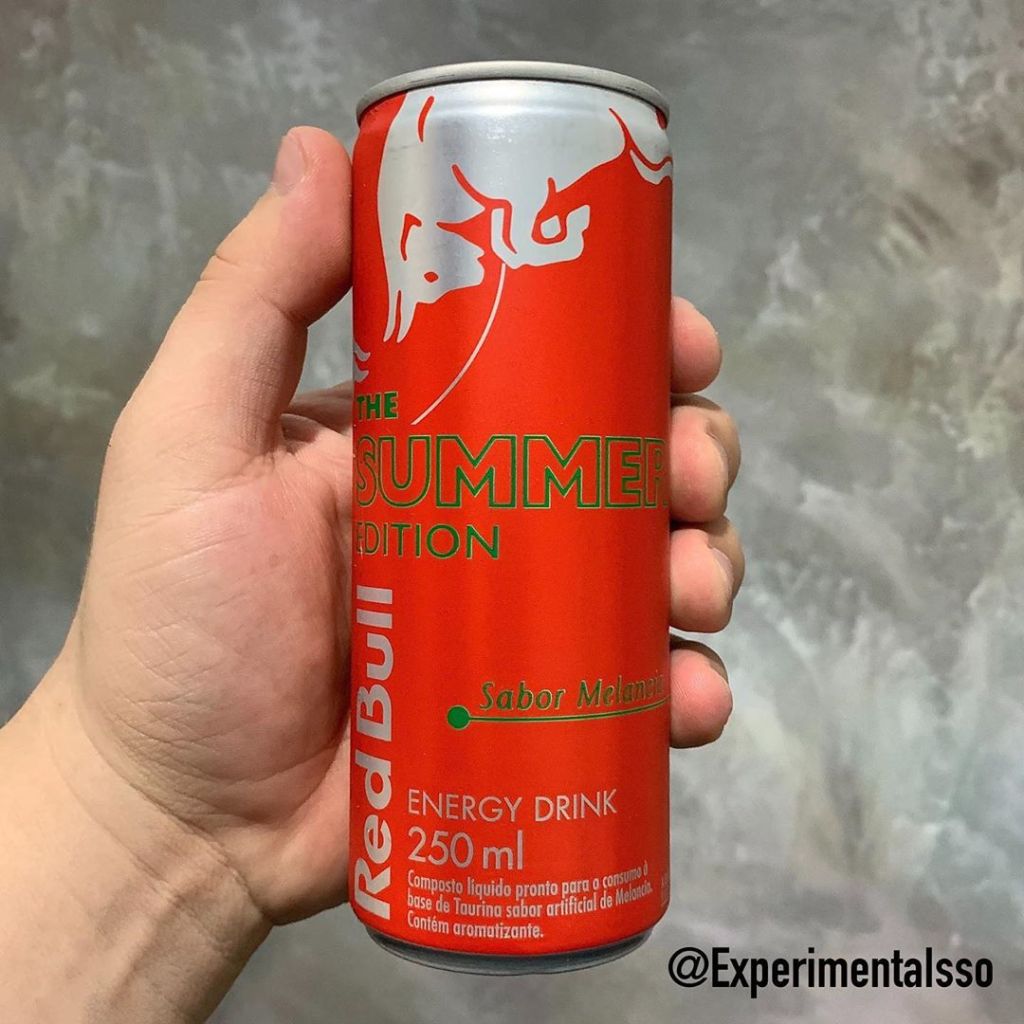 THE
SUMMER
EDITION
Red Bull
Sabor Melancia
ENERGY DRINK
250 ml
Composto líquido pronto para o consumo à
base de Taurina sabor artificial de Melancia.
Contém aromatizante.
@Experimentalsso